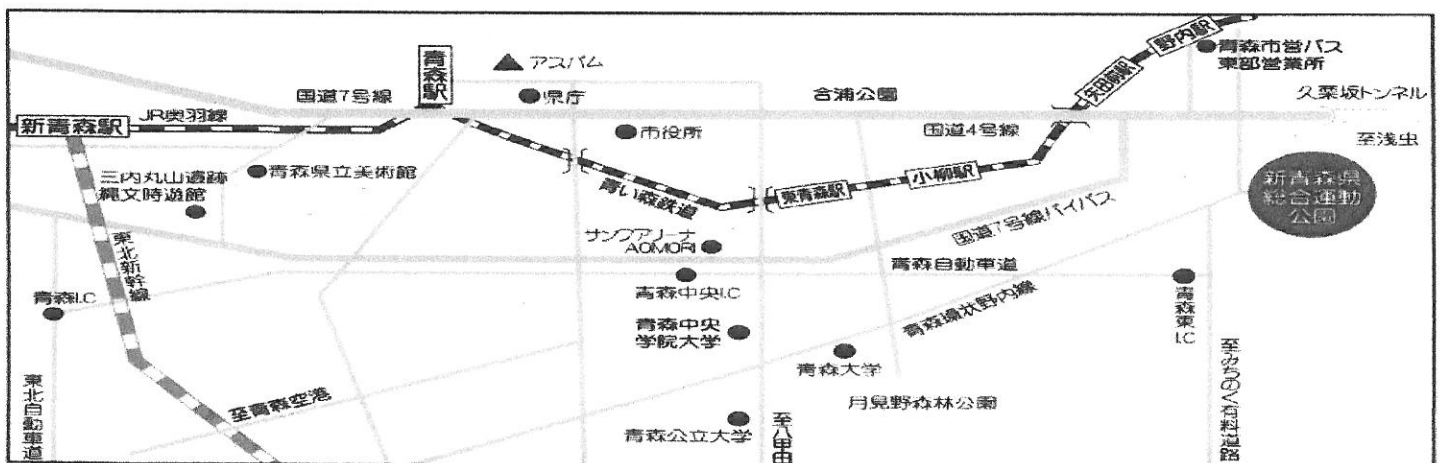 青森駅
アスパム
県庁
国道7号線
JR奥羽線
新青森駅
市役所
合浦公園
国道4号線
矢田前駅
野内駅
青森市営バス
東部営業所
久栗坂トンネル
至浅虫
三内丸山遺跡
縄文時遊館
青森県立美術館
青い森鉄道
東青森駅
小柳駅
新青森県
総合運動
公園
サンワアリーナ
AOMORI
国道7号線バイパス
東北新幹線
青森I.C
青森中央I.C
青森自動車道
青森東I.C
青森中央
学院大学
青森環状野内線
青森大学
月見野森林公園
東北自動車道
至青森空港
青森公立大学
至八甲田
至みちのく有料道路